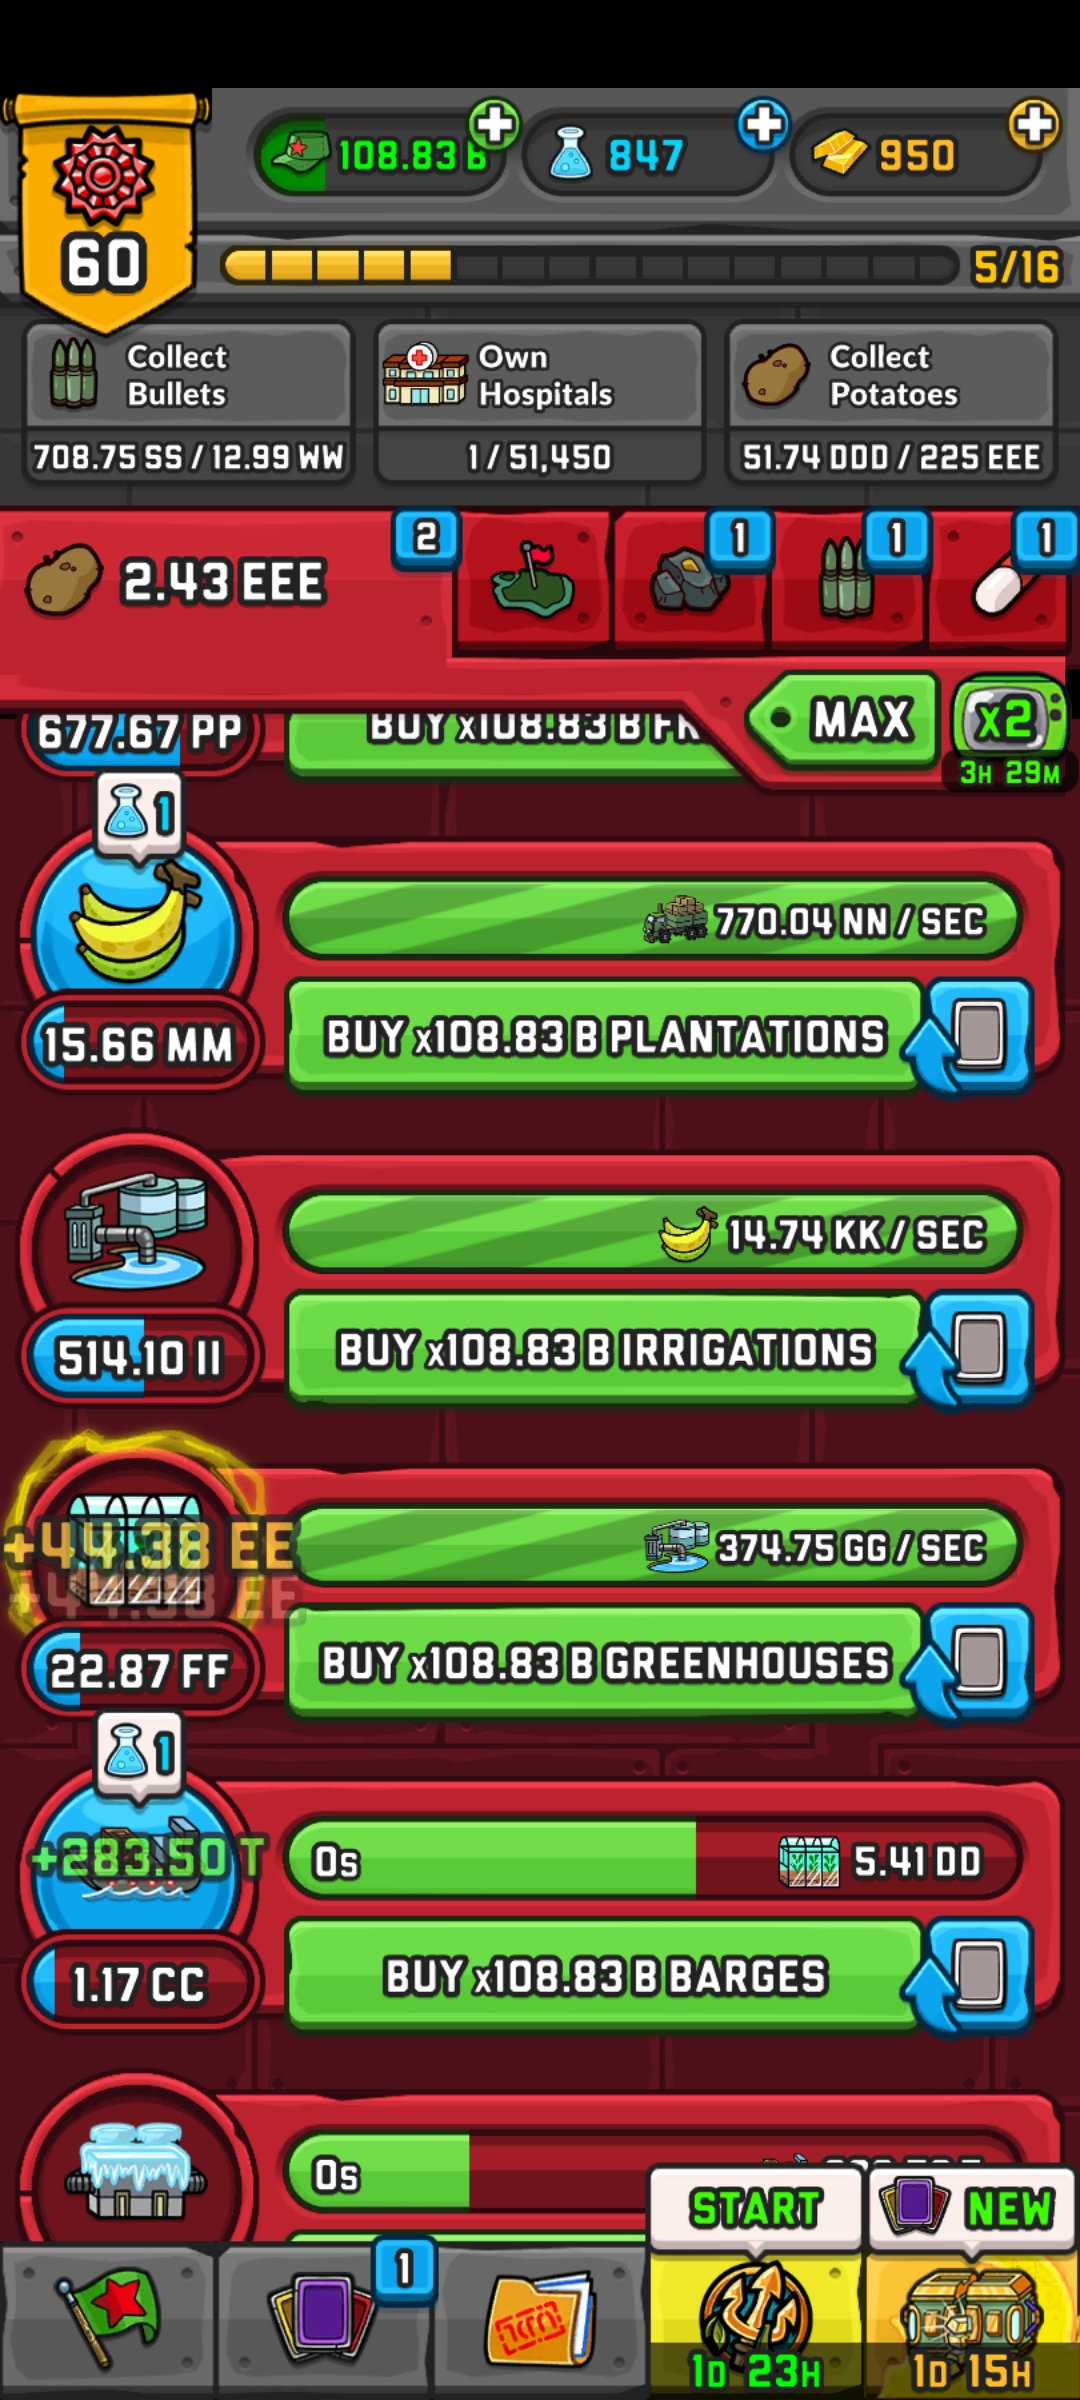 60
108.83 B
847
950
5/16
Collect
Bullets
708.75 SS / 12.99 WW
Own
Hospitals
1 / 51,450
Collect
Potatoes
51.74 DDD / 225 EEE
2.43 EEE
2
1
1
1
MAX
x2
3H 29M
677.67 PP
BUY x108.83 B
1
770.04 NN / SEC
15.66 MM
BUY x108.83 B PLANTATIONS
14.74 KK / SEC
514.10 II
BUY x108.83 B IRRIGATIONS
+44.38 EE
+44.38 EE
374.75 GG / SEC
22.87 FF
BUY x108.83 B GREENHOUSES
1
+283.50 T
0s
5.41 DD
1.17 CC
BUY x108.83 B BARGES
0s
START
NEW
1
1D 23H
1D 15H